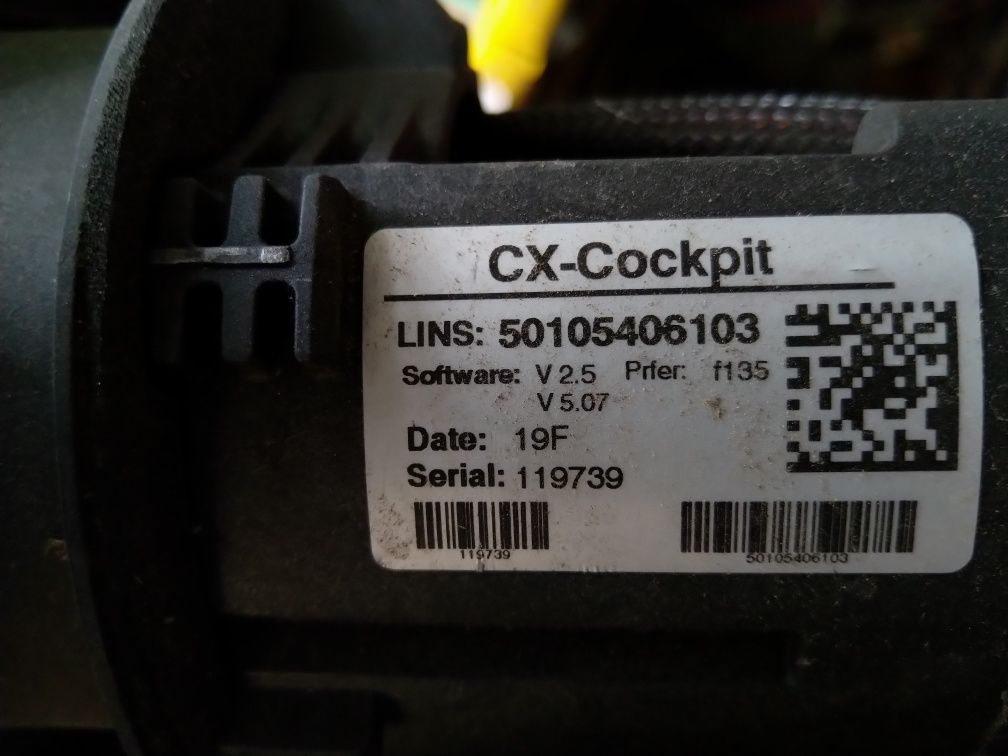 CX-Cockpit
LINS: 50105406103
Software: V 2.5 Prfer: f135
V 5.07
Date: 19F
Serial: 119739
119739 50105406103